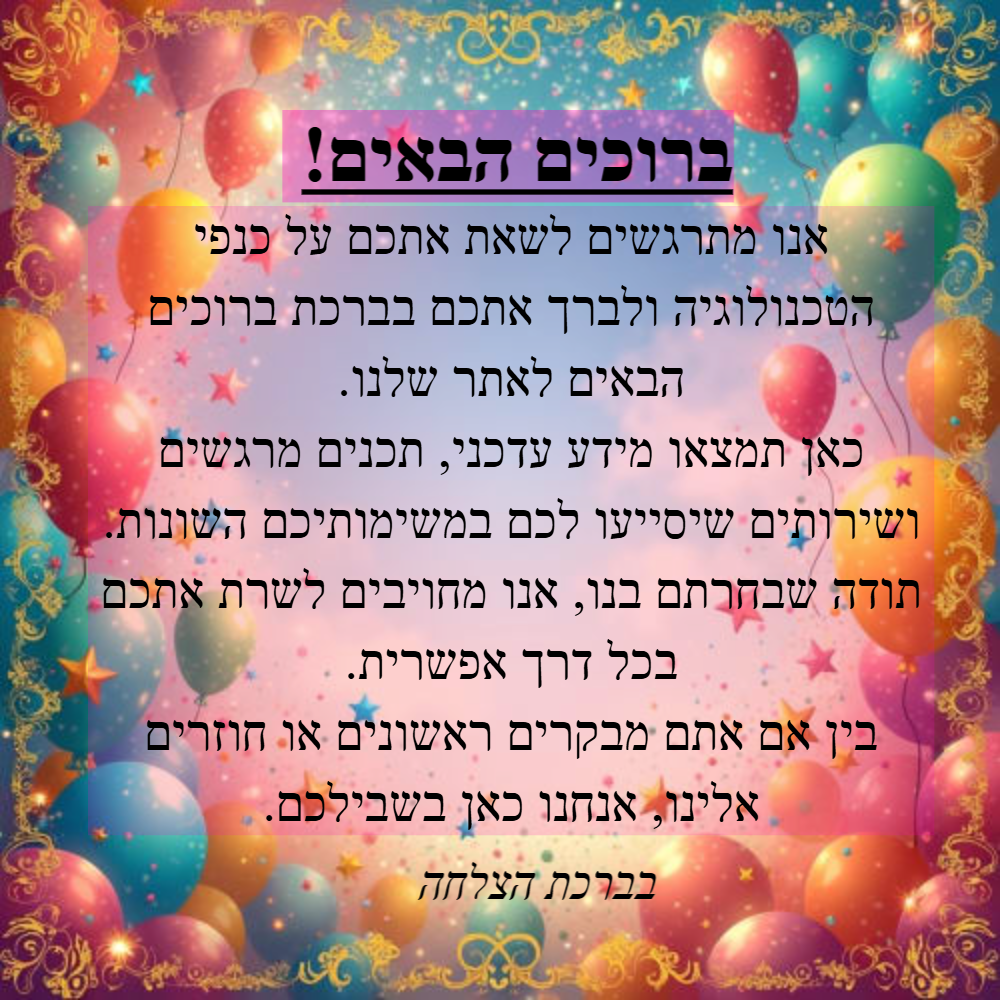 ברוכים הבאים!
אנו מתרגשים לשאת אתכם על כנפי
הטכנולוגיה ולברך אתכם בברכת ברוכים
הבאים לאתר שלנו.
כאן תמצאו מידע עדכני, תכנים מרגשים
ושירותים שיסייעו לכם במשימותיכם השונות.
תודה שבחרתם בנו, אנו מחויבים לשרת אתכם
בכל דרך אפשרית.
בין אם אתם מבקרים ראשונים או חוזרים
אלינו, אנחנו כאן בשבילכם.
בברכת הצלחה